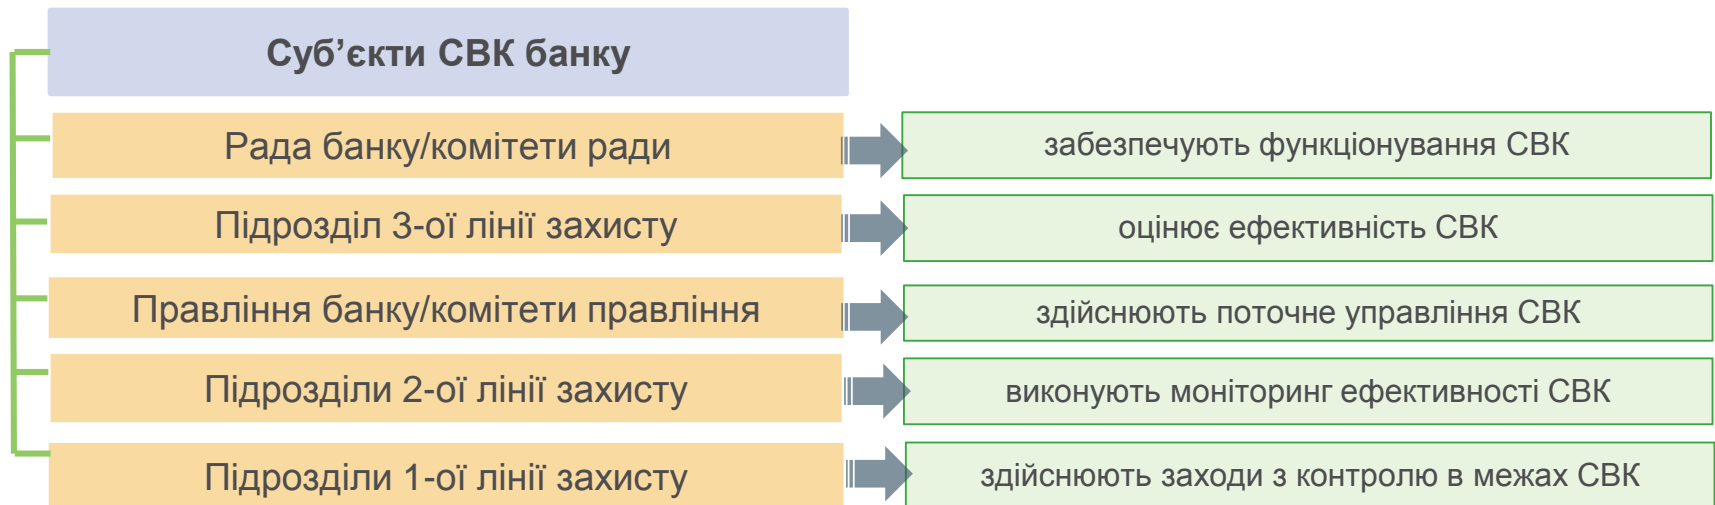 Суб’єкти СВК банку
Рада банку/комітети ради
забезпечують функціонування СВК
Підрозділ 3-ої лінії захисту
оцінює ефективність СВК
Правління банку/комітети правління
здійснюють поточне управління СВК
Підрозділи 2-ої лінії захисту
виконують моніторинг ефективності СВК
Підрозділи 1-ої лінії захисту
здійснюють заходи з контролю в межах СВК